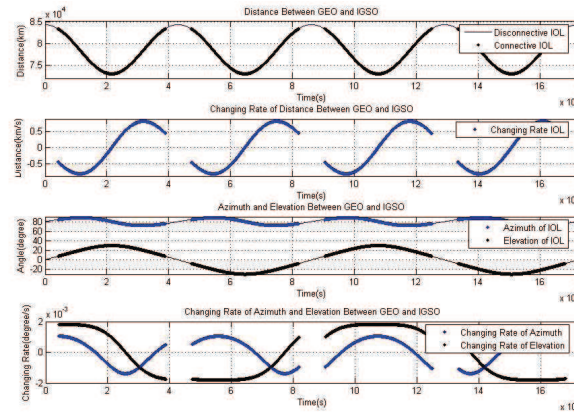 Distance Between GEO and IGSO
x 10^4
Distance(km)
8.5
8
7.5
Disconnective IOL
Connective IOL
0 2 4 6 8 10 12 14 16
Time(s)
x 10
Changing Rate of Distance Between GEO and IGSO
Distance(km/s)
0.5
0
-0.5
Changing Rate IOL
0 2 4 6 8 10 12 14 16
Time(s)
x 10
Azimuth and Elevation Between GEO and IGSO
Angle(degree)
80
60
40
20
0
-20
Azimuth of IOL
Elevation of IOL
0 2 4 6 8 10 12 14 16
Time(s)
x 10
x 10^-3
Changing Rate of Azimuth and Elevation Between GEO and IGSO
Changing Rate(degree/s)
2
0
-2
Changing Rate of Azimuth
Changing Rate of Elevation
0 2 4 6 8 10 12 14 16
Time(s)
x 10